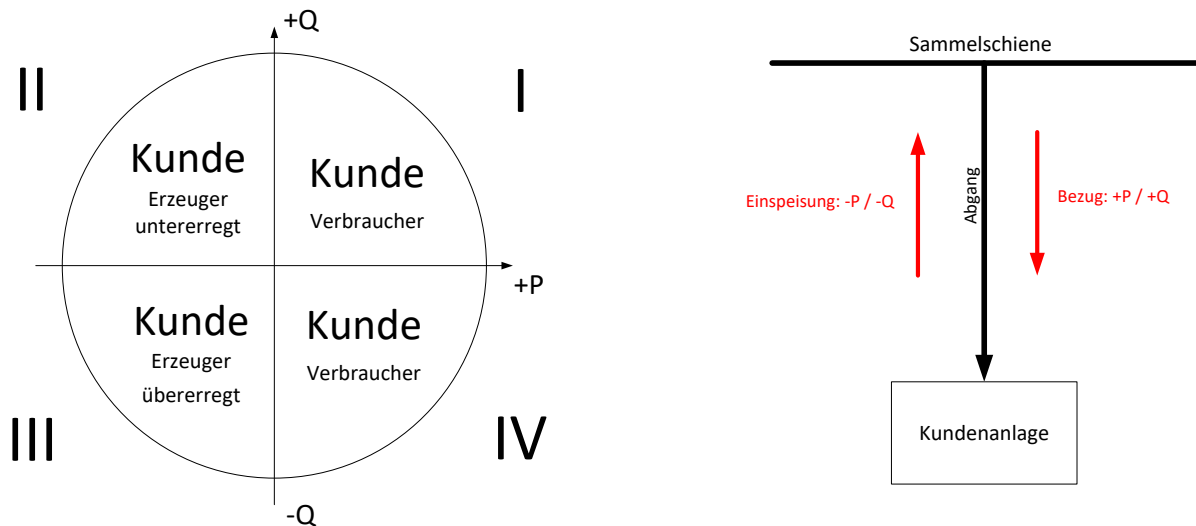 +Q
II
I
Kunde
Erzeuger
untererregt
Kunde
Verbraucher
+P
Kunde
Erzeuger
übererregt
Kunde
Verbraucher
III
IV
-Q
Sammelschiene
Einspeisung: -P / -Q
Abgang
Bezug: +P / +Q
Kundenanlage